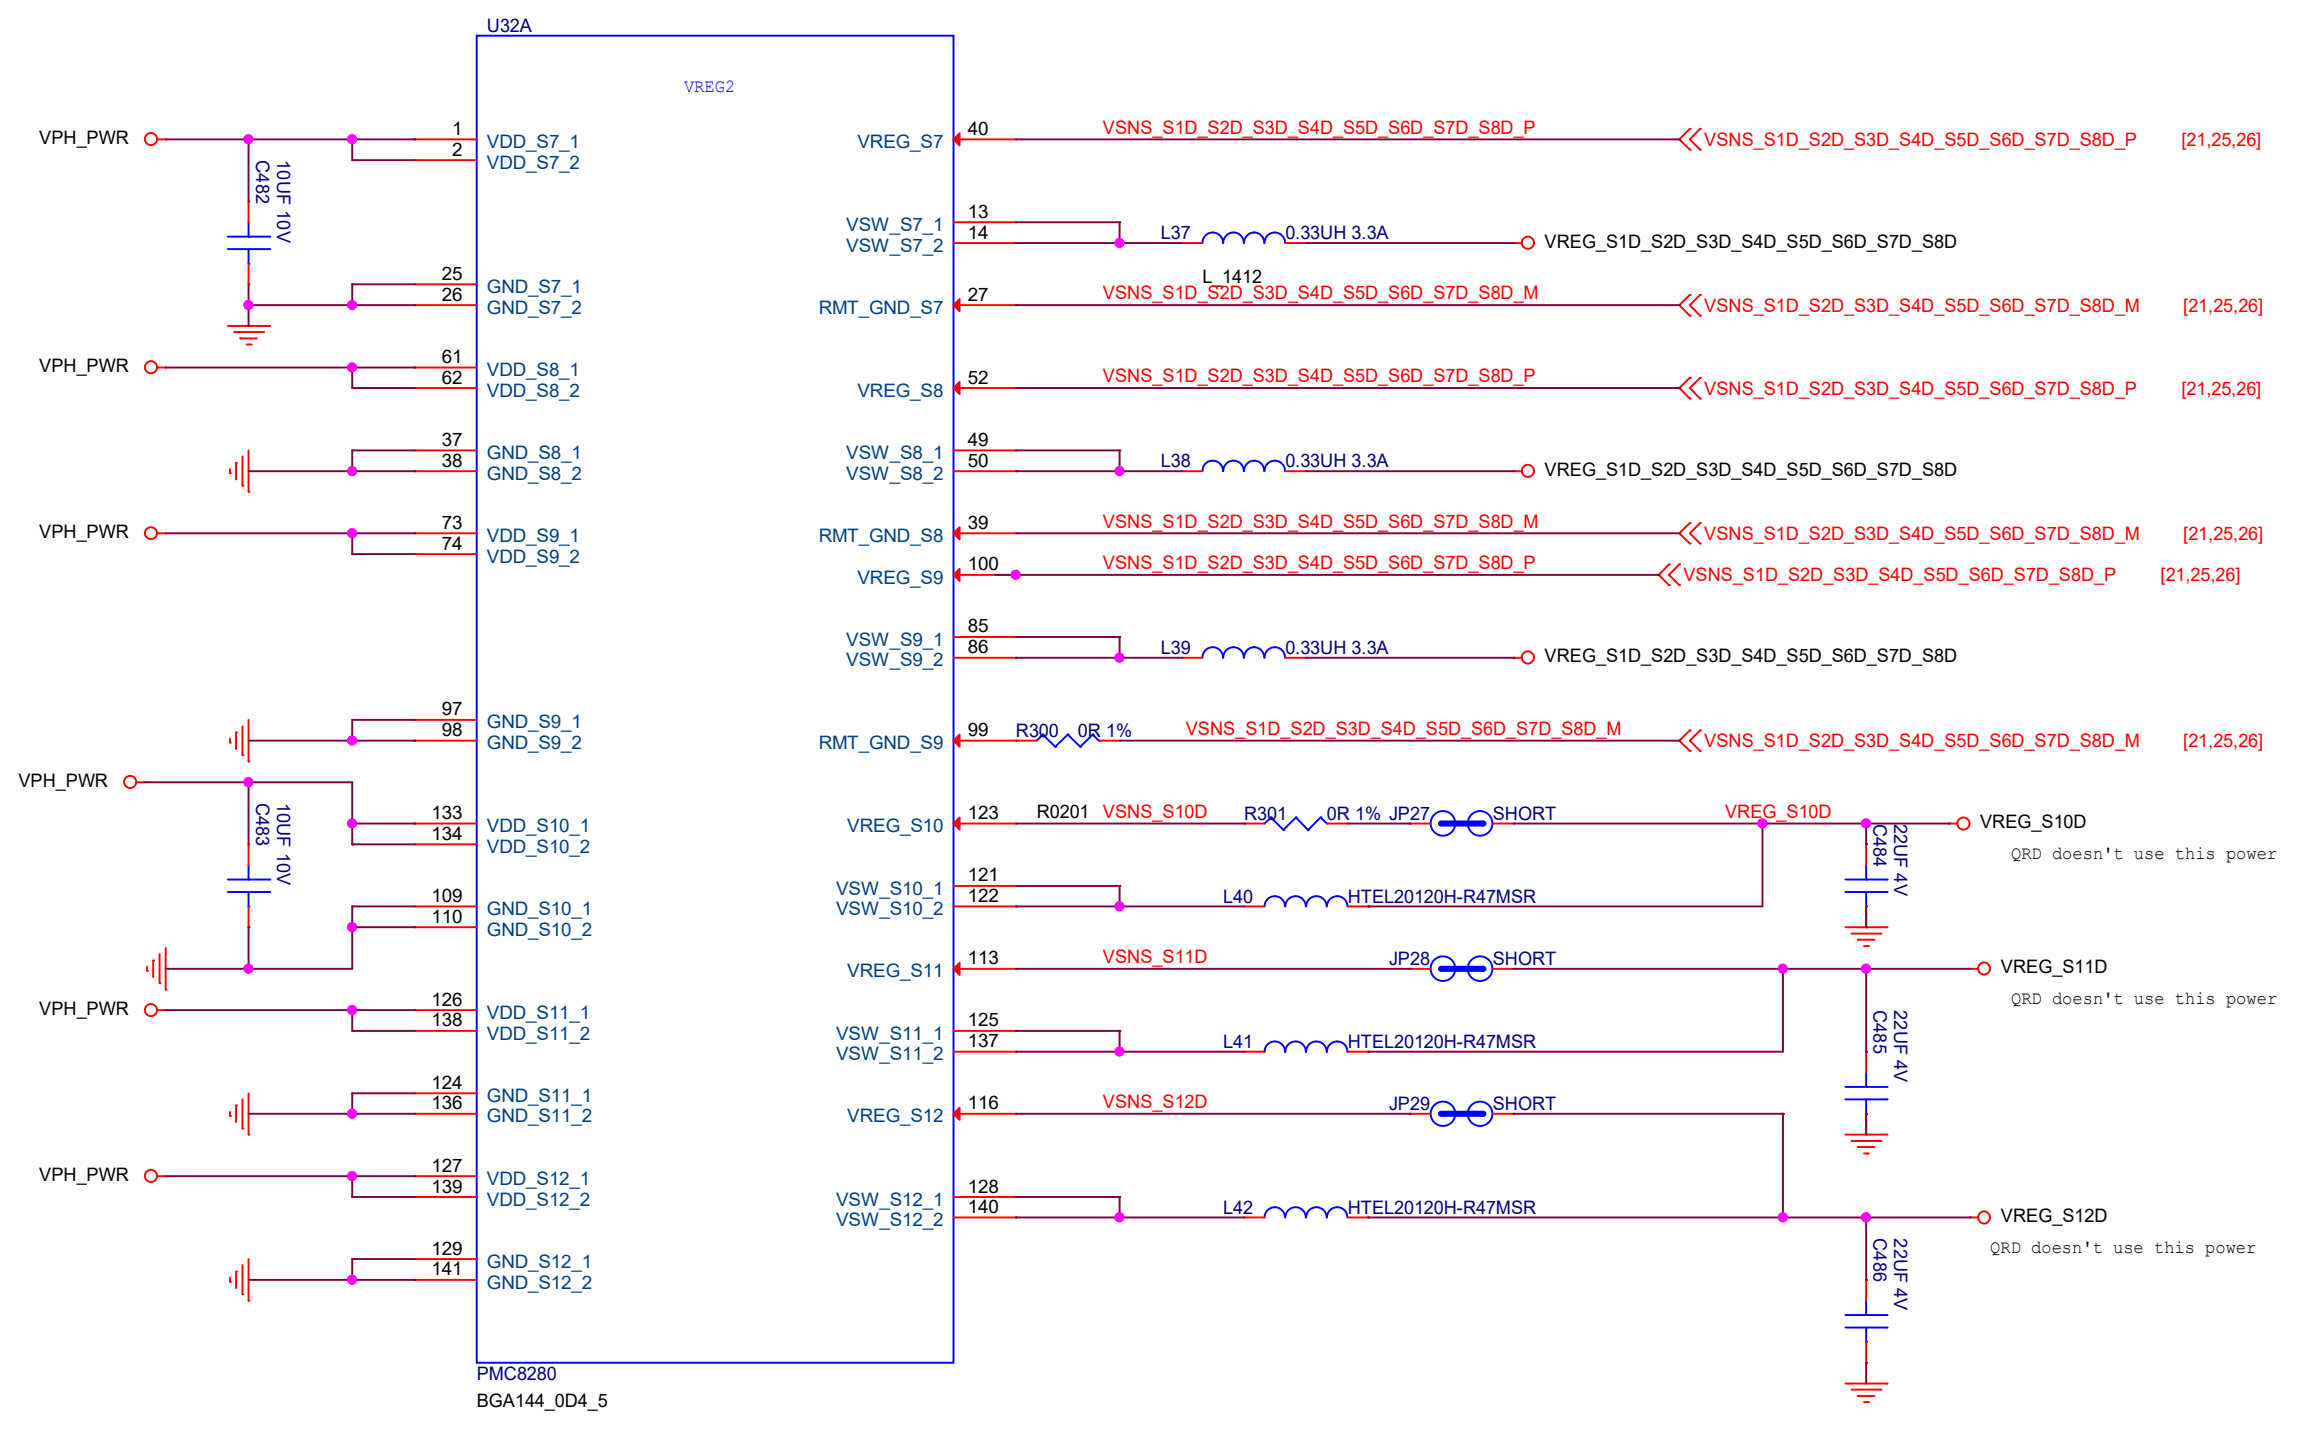 U32A
VREG2
VPH_PWR
1
VDD_S7_1
2
VDD_S7_2
C482
10UF 10V
25
GND_S7_1
26
GND_S7_2
VPH_PWR
61
VDD_S8_1
62
VDD_S8_2
37
GND_S8_1
38
GND_S8_2
VPH_PWR
73
VDD_S9_1
74
VDD_S9_2
97
GND_S9_1
98
GND_S9_2
VPH_PWR
133
VDD_S10_1
134
VDD_S10_2
C483
10UF 10V
109
GND_S10_1
110
GND_S10_2
VPH_PWR
126
VDD_S11_1
138
VDD_S11_2
124
GND_S11_1
136
GND_S11_2
VPH_PWR
127
VDD_S12_1
139
VDD_S12_2
129
GND_S12_1
141
GND_S12_2
VREG_S7 40 VSNS_S1D_S2D_S3D_S4D_S5D_S6D_S7D_S8D_P VSNS_S1D_S2D_S3D_S4D_S5D_S6D_S7D_S8D_P [21,25,26]
VSW_S7_1 13
VSW_S7_2 14 L37 0.33UH 3.3A VREG_S1D_S2D_S3D_S4D_S5D_S6D_S7D_S8D
L_1412
RMT_GND_S7 27 VSNS_S1D_S2D_S3D_S4D_S5D_S6D_S7D_S8D_M VSNS_S1D_S2D_S3D_S4D_S5D_S6D_S7D_S8D_M [21,25,26]
VREG_S8 52 VSNS_S1D_S2D_S3D_S4D_S5D_S6D_S7D_S8D_P VSNS_S1D_S2D_S3D_S4D_S5D_S6D_S7D_S8D_P [21,25,26]
VSW_S8_1 49
VSW_S8_2 50 L38 0.33UH 3.3A VREG_S1D_S2D_S3D_S4D_S5D_S6D_S7D_S8D
RMT_GND_S8 39 VSNS_S1D_S2D_S3D_S4D_S5D_S6D_S7D_S8D_M VSNS_S1D_S2D_S3D_S4D_S5D_S6D_S7D_S8D_M [21,25,26]
VREG_S9 100 VSNS_S1D_S2D_S3D_S4D_S5D_S6D_S7D_S8D_P VSNS_S1D_S2D_S3D_S4D_S5D_S6D_S7D_S8D_P [21,25,26]
VSW_S9_1 85
VSW_S9_2 86 L39 0.33UH 3.3A VREG_S1D_S2D_S3D_S4D_S5D_S6D_S7D_S8D
RMT_GND_S9 99 R300 0R 1% VSNS_S1D_S2D_S3D_S4D_S5D_S6D_S7D_S8D_M VSNS_S1D_S2D_S3D_S4D_S5D_S6D_S7D_S8D_M [21,25,26]
VREG_S10 123 R0201 VSNS_S10D R301 0R 1% JP27 SHORT VREG_S10D VREG_S10D
QRD doesn't use this power
C484
22UF 4V
VSW_S10_1 121
VSW_S10_2 122 L40 HTEL20120H-R47MSR
VREG_S11 113 VSNS_S11D JP28 SHORT VREG_S11D
QRD doesn't use this power
C485
22UF 4V
VSW_S11_1 125
VSW_S11_2 137 L41 HTEL20120H-R47MSR
VREG_S12 116 VSNS_S12D JP29 SHORT
VSW_S12_1 128
VSW_S12_2 140 L42 HTEL20120H-R47MSR VREG_S12D
QRD doesn't use this power
C486
22UF 4V
PMC8280
BGA144_0D4_5